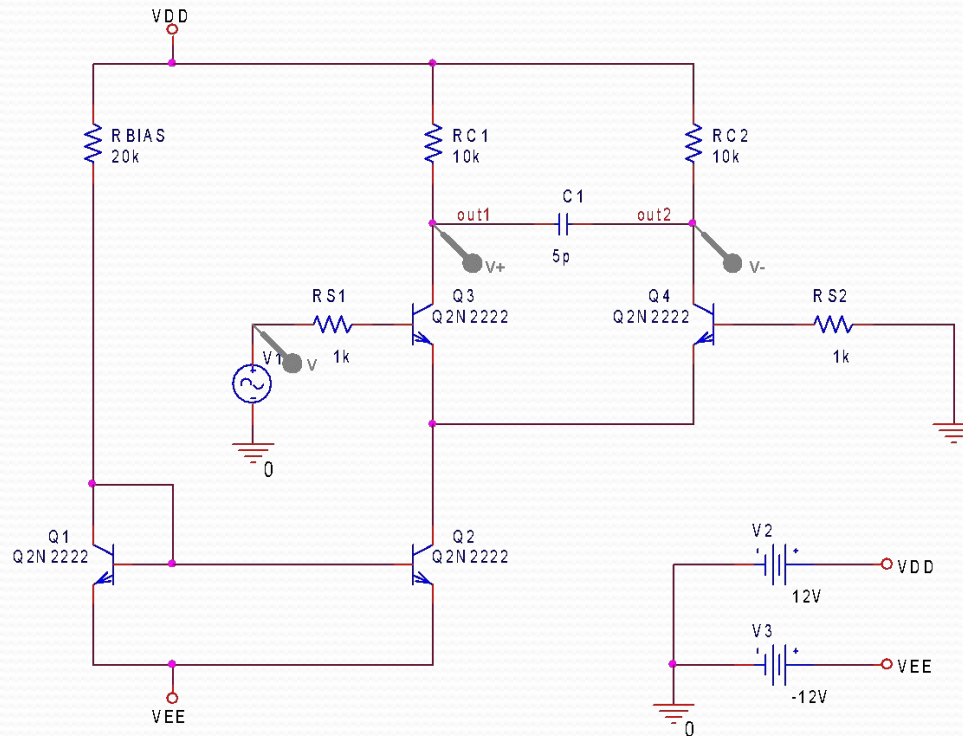 VDD
RBIAS
20k
RC1
10k
RC2
10k
C1
out1
out2
5p
V+
V-
RS1
1k
Q3
Q2N2222
Q4
Q2N2222
RS2
1k
V1
V
0
Q1
Q2N2222
Q2
Q2N2222
V2
12V
VDD
V3
-12V
VEE
VEE
0